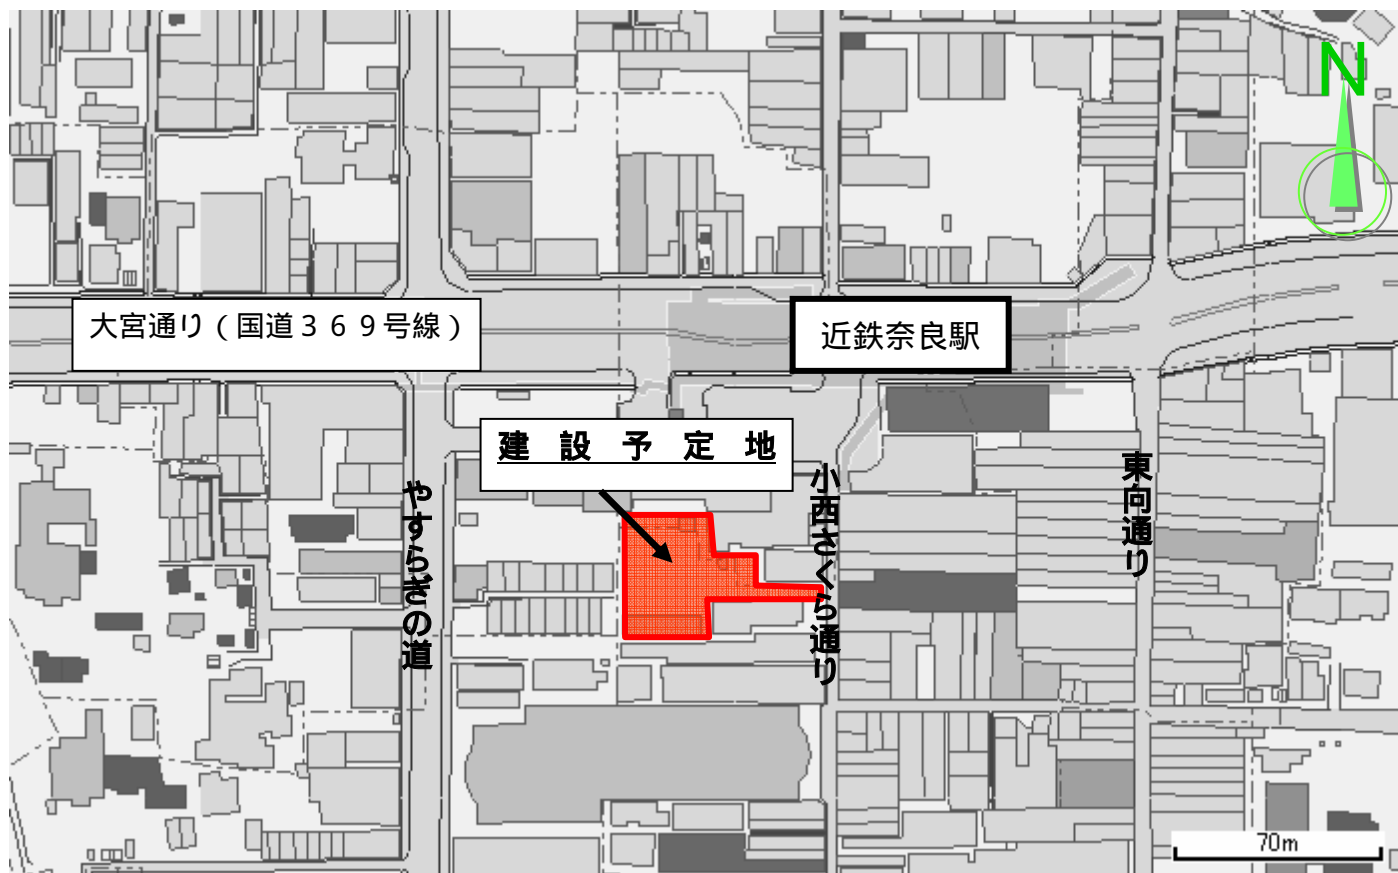 N
大宮通り（国道３６９号線）
近鉄奈良駅
建設予定地
やすらぎの道
小西さくら通り
東向通り
70m